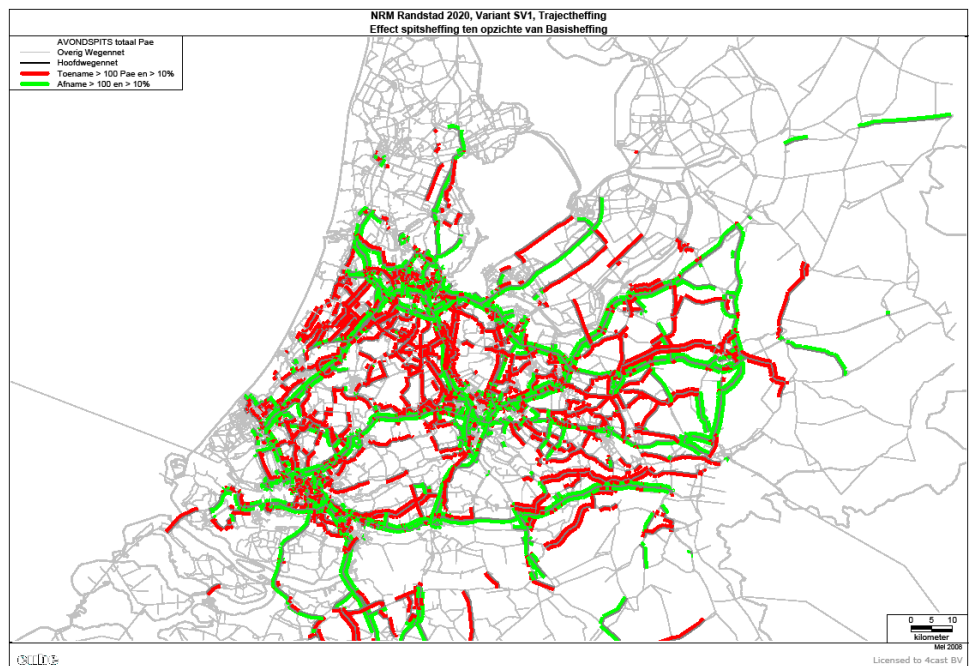 NRM Randstad 2020, Variant SV1, Trajectheffing
Effect spitsheffing ten opzichte van Basisheffing
AVONDSPITS totaal Pae
Overig Wegennet
Hoofdwegennet
Toename > 100 Pae en > 10%
Afname > 100 en > 10%
0 5 10
kilometer
Mei 2008
cube
Licensed to 4cast BV